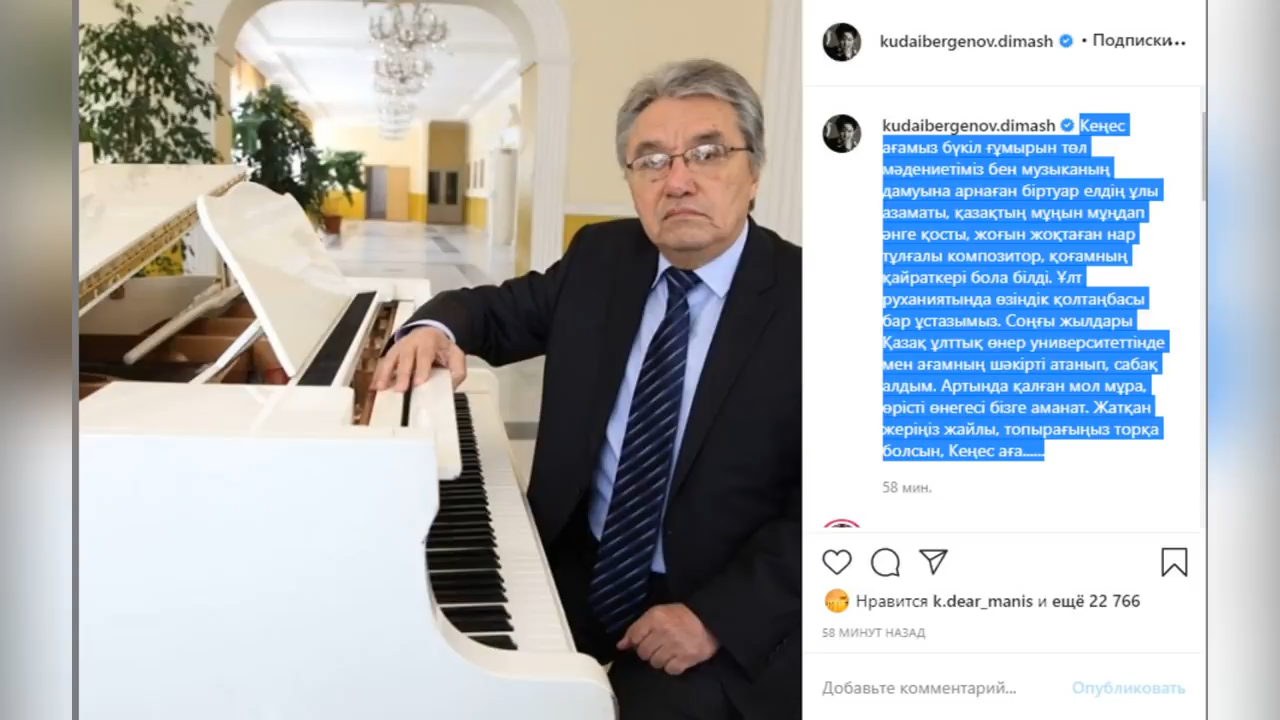 kudaibergenov.dimash • Подписки...
kudaibergenov.dimash Кеңес
ағамыз бүкіл ғұмырын төл
мәдениетіміз бен музыканың
дамуына арнаған біртуар елдің ұлы
азаматы, қазақтың мұңын мұңдап
әнге қосты, жоғын жоқтаған нар
тұлғалы композитор, қоғамның
қайраткері бола білді. Ұлт
руханиятында өзіндік қолтаңбасы
бар ұстазымыз. Соңғы жылдары
Қазақ ұлттық өнер университеттінде
мен ағамның шәкірті атанып, сабақ
алдым. Артында қалған мол мұра,
өрісті өнегесі бізге аманат. Жатқан
жеріңіз жайлы, топырағыңыз торқа
болсын, Кеңес аға......
58 мин.
Нравится k.dear_manis и ещё 22 766
58 МИНУТ НАЗАД
Добавьте комментарий...
Опубликовать